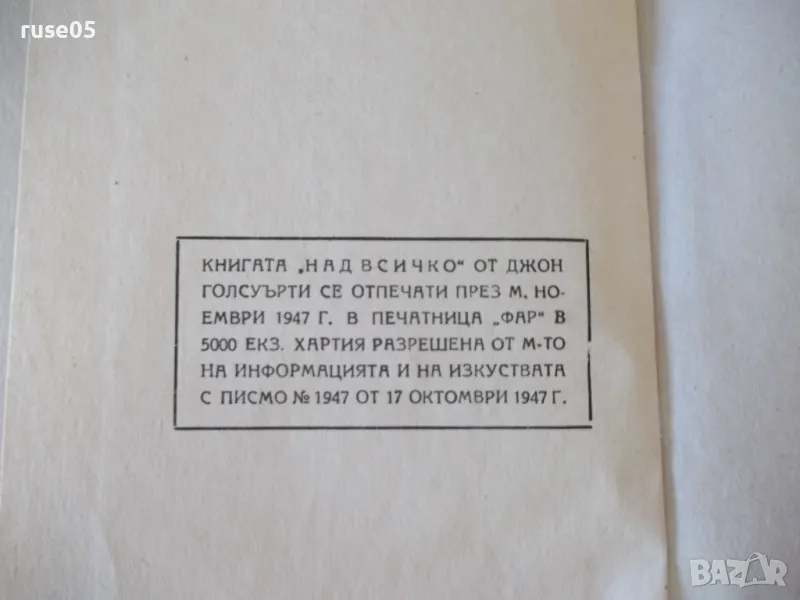 ruse05
КНИГАТА „НАД ВСИЧКО“ ОТ ДЖОН
ГОЛСУЪРТИ СЕ ОТПЕЧАТИ ПРЕЗ М. НО-
ЕМВРИ 1947 Г. В ПЕЧАТНИЦА „ФАР“ В
5000 ЕКЗ. ХАРТИЯ РАЗРЕШЕНА ОТ М-ТО
НА ИНФОРМАЦИЯТА И НА ИЗКУСТВАТА
С ПИСМО № 1947 ОТ 17 ОКТОМВРИ 1947 Г.
BAZAR